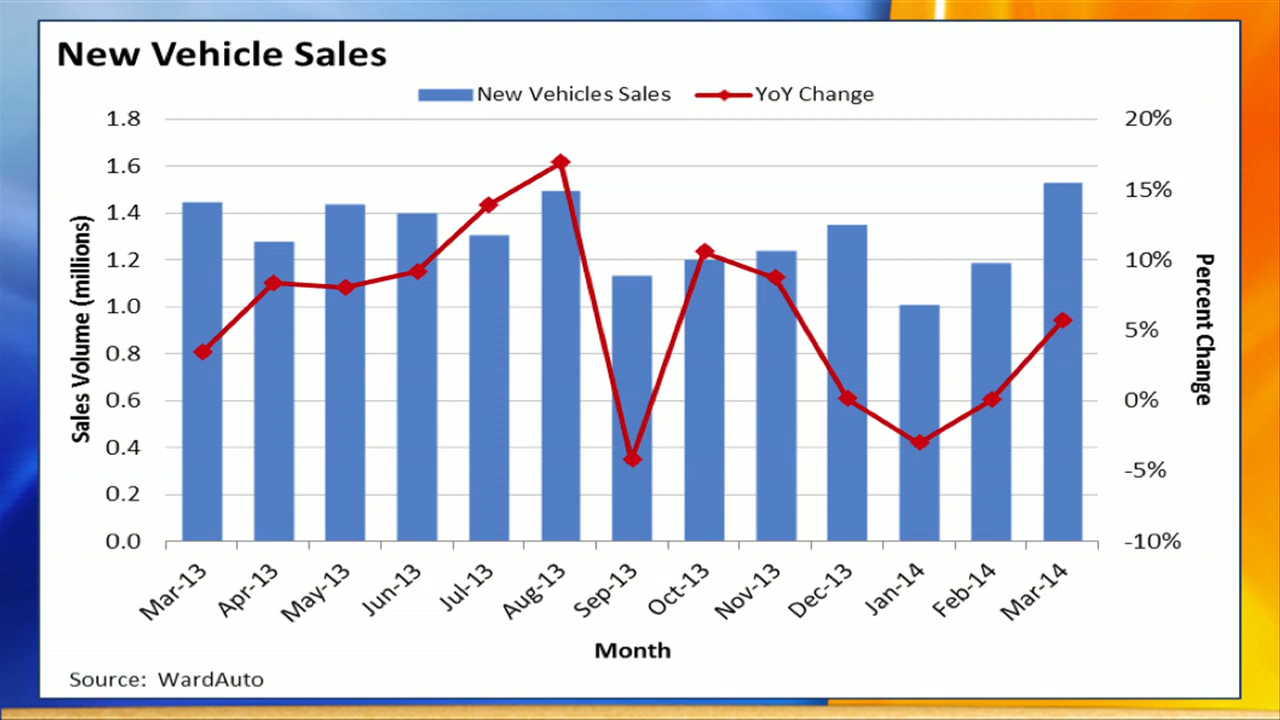 New Vehicle Sales
New Vehicles Sales YoY Change
1.8 20%
1.6
15%
1.4
1.2 10%
1.0
5%
0.8
0.6 0%
0.4
-5%
0.2
0.0 -10%
Sales Volume (millions)
Percent Change
Mar-13 Apr-13 May-13 Jun-13 Jul-13 Aug-13 Sep-13 Oct-13 Nov-13 Dec-13 Jan-14 Feb-14 Mar-14
Month
Source: WardAuto